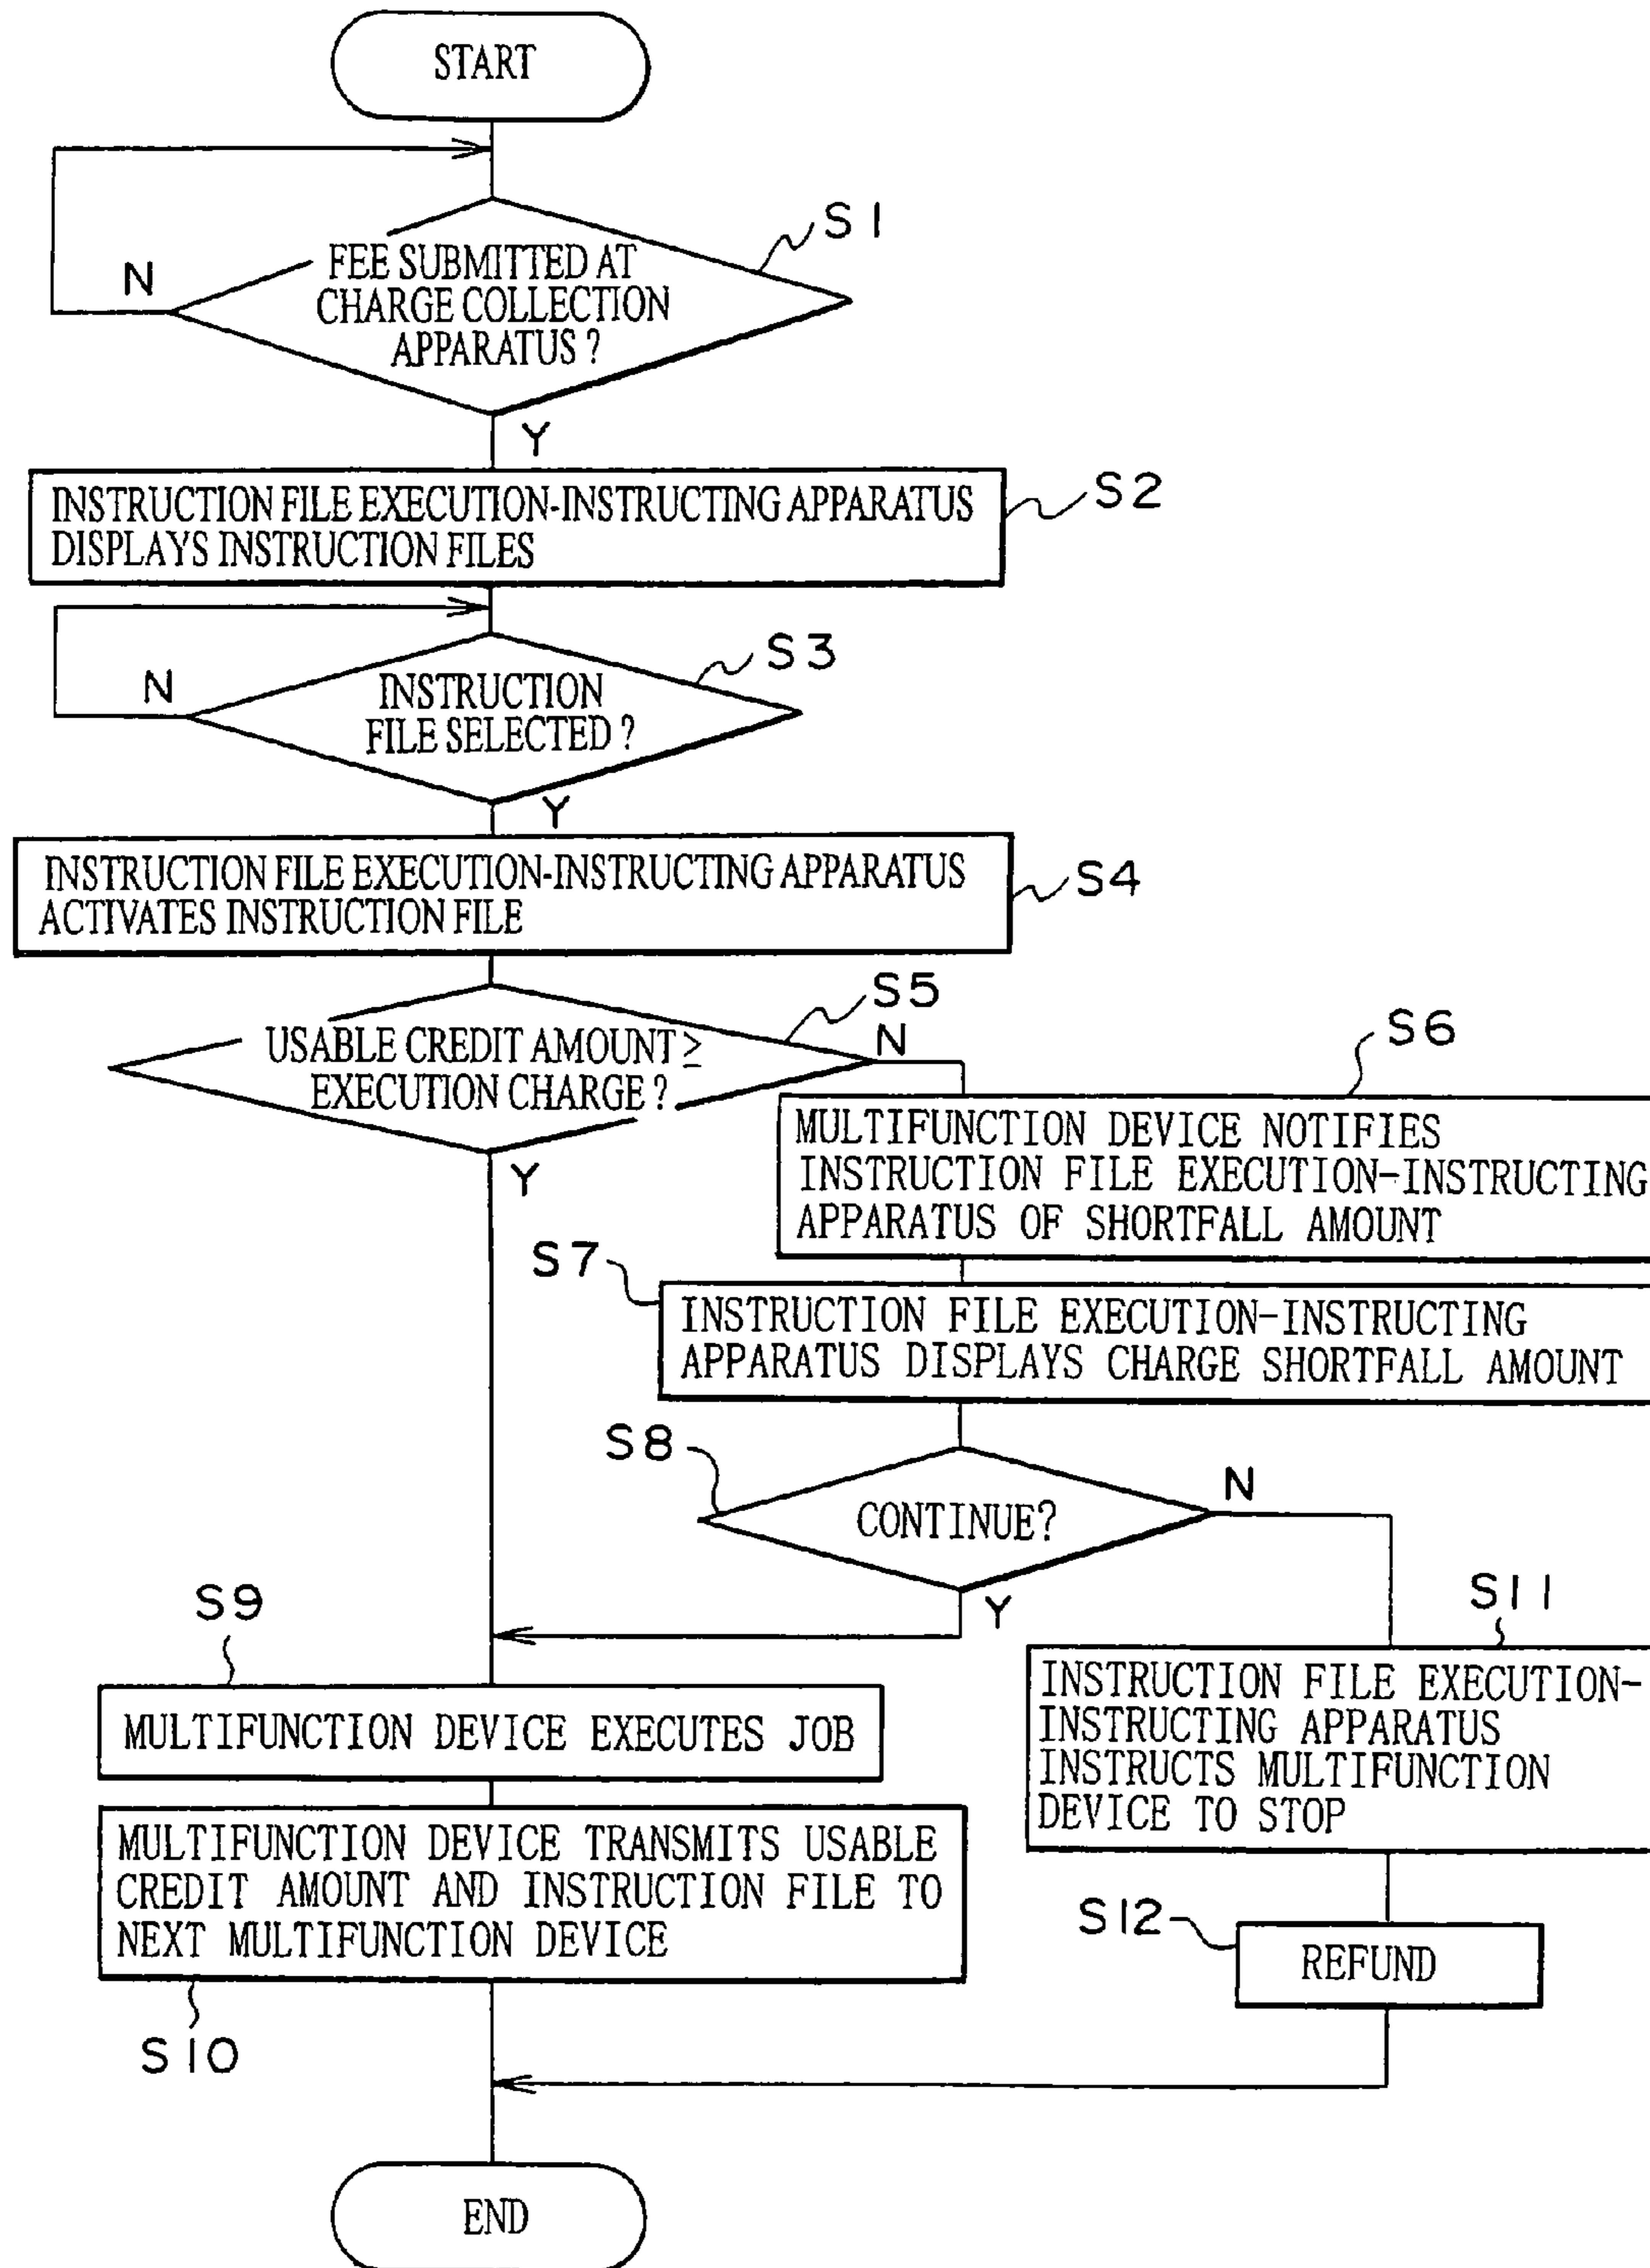 START
S1
FEE SUBMITTED AT
CHARGE COLLECTION
APPARATUS ?
N
Y
INSTRUCTION FILE EXECUTION-INSTRUCTING APPARATUS
DISPLAYS INSTRUCTION FILES
S2
S3
INSTRUCTION
FILE SELECTED ?
N
Y
INSTRUCTION FILE EXECUTION-INSTRUCTING APPARATUS
ACTIVATES INSTRUCTION FILE
S4
S5
USABLE CREDIT AMOUNT ≥
EXECUTION CHARGE ?
N
Y
S6
MULTIFUNCTION DEVICE NOTIFIES
INSTRUCTION FILE EXECUTION-INSTRUCTING
APPARATUS OF SHORTFALL AMOUNT
S7
INSTRUCTION FILE EXECUTION-INSTRUCTING
APPARATUS DISPLAYS CHARGE SHORTFALL AMOUNT
S8
CONTINUE?
N
Y
S9
MULTIFUNCTION DEVICE EXECUTES JOB
MULTIFUNCTION DEVICE TRANSMITS USABLE
CREDIT AMOUNT AND INSTRUCTION FILE TO
NEXT MULTIFUNCTION DEVICE
S10
S11
INSTRUCTION FILE EXECUTION-
INSTRUCTING APPARATUS
INSTRUCTS MULTIFUNCTION
DEVICE TO STOP
S12
REFUND
END